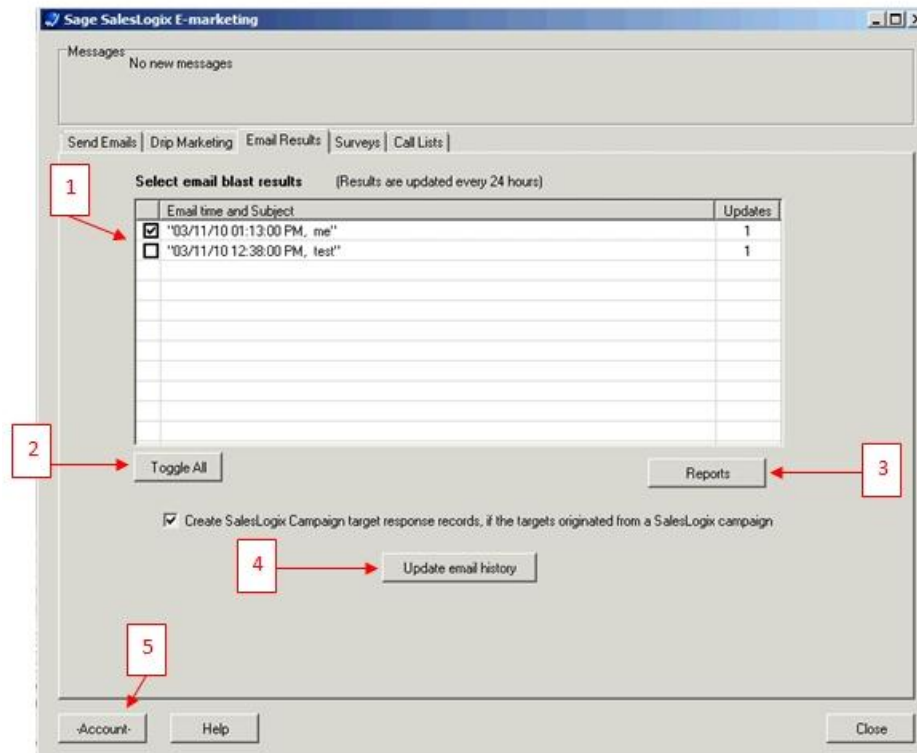 Sage SalesLogix E-marketing
Messages
No new messages
Send Emails Drip Marketing Email Results Surveys Call Lists
1
Select email blast results (Results are updated every 24 hours)
Email time and Subject Updates
"03/11/10 01:13:00 PM, me" 1
"03/11/10 12:38:00 PM, test" 1
2
Toggle All
Reports
3
Create SalesLogix Campaign target response records, if the targets originated from a SalesLogix campaign
4
Update email history
5
-Account- Help Close